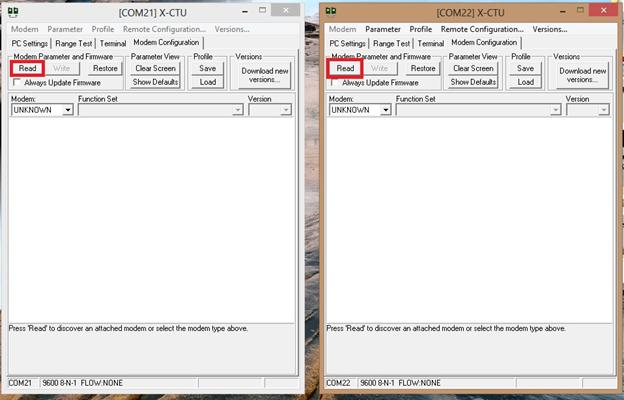 [COM21] X-CTU
Modem Parameter Profile Remote Configuration... Versions...
PC Settings Range Test Terminal Modem Configuration
Modem Parameter and Firmware Parameter View Profile Versions
Read Write Restore Clear Screen Save Download new versions...
Always Update Firmware Show Defaults Load
Modem: Function Set Version
UNKNOWN
Press 'Read' to discover an attached modem or select the modem type above.
COM21 9600 8-N-1 FLOW:NONE
[COM22] X-CTU
Modem Parameter Profile Remote Configuration... Versions...
PC Settings Range Test Terminal Modem Configuration
Modem Parameter and Firmware Parameter View Profile Versions
Read Write Restore Clear Screen Save Download new versions...
Always Update Firmware Show Defaults Load
Modem: Function Set Version
UNKNOWN
Press 'Read' to discover an attached modem or select the modem type above.
COM22 9600 8-N-1 FLOW:NONE